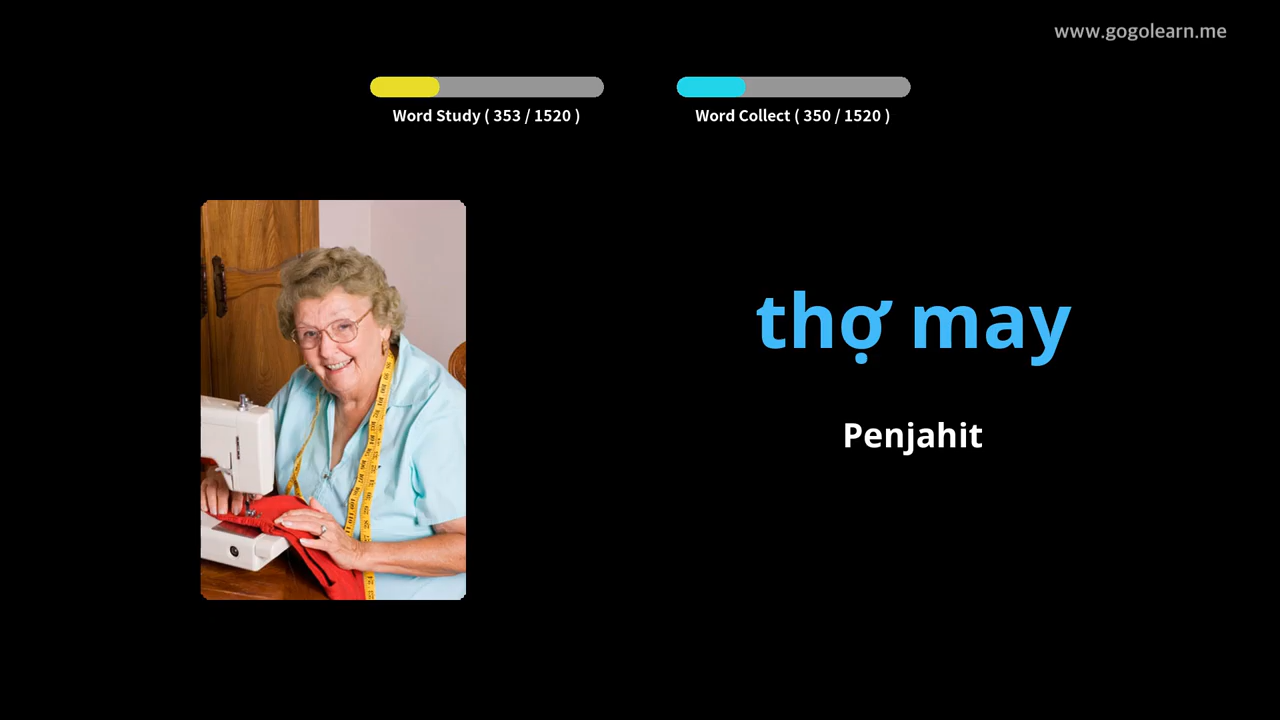 www.gogolearn.me
Word Study ( 353 / 1520 )
Word Collect ( 350 / 1520 )
thợ may
Penjahit